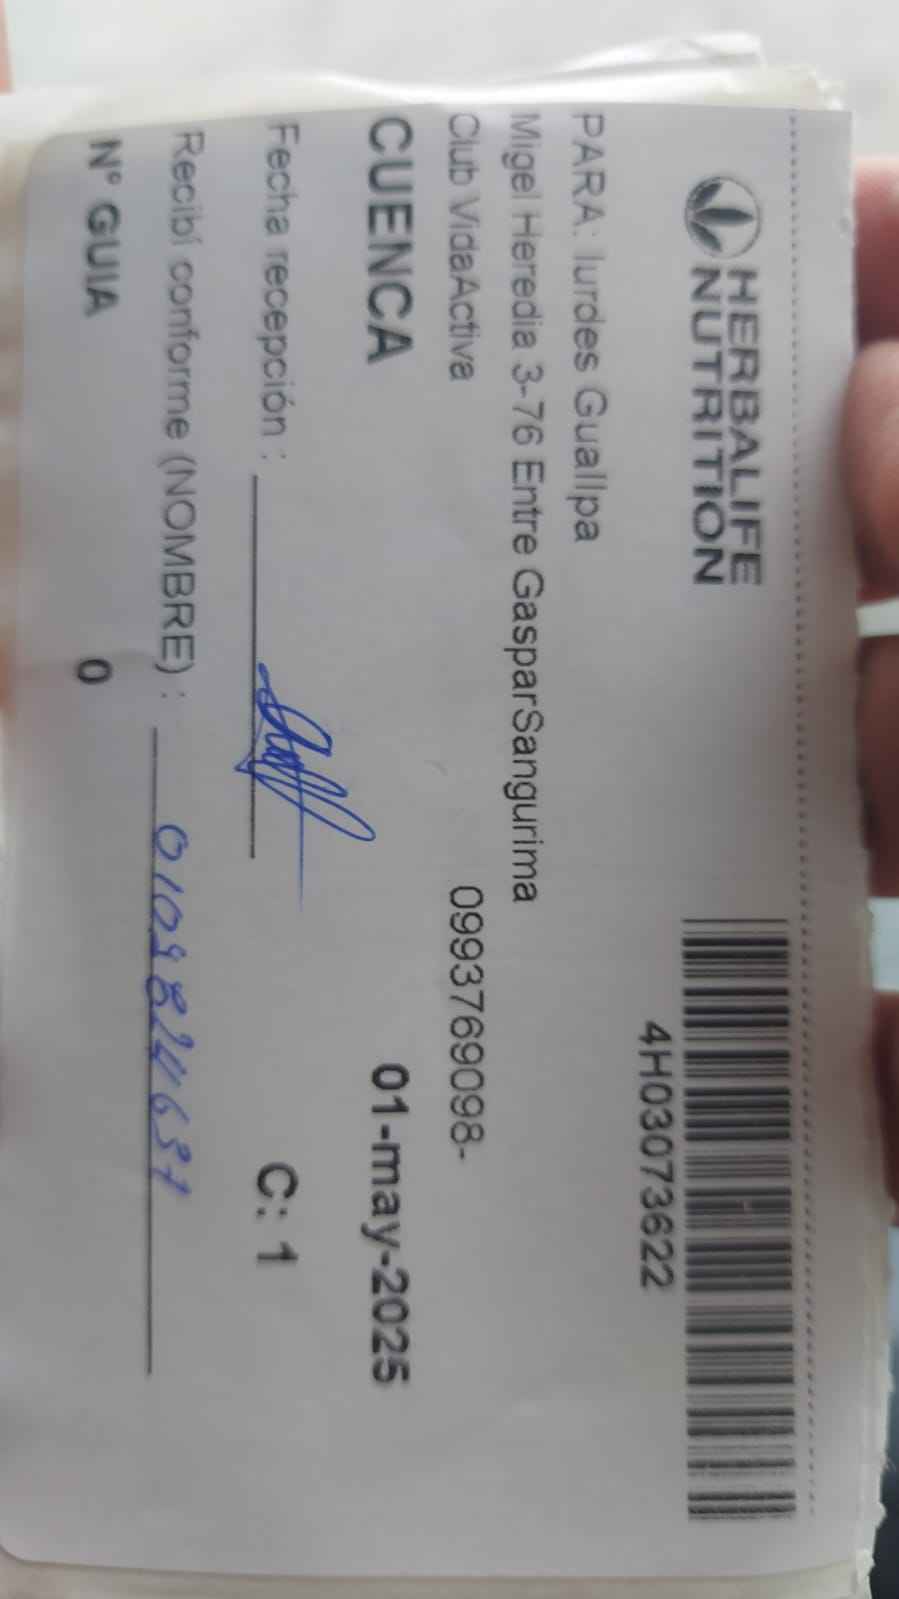 HERBALIFE
NUTRITION
4H03073622
PARA: lurdes Guallpa
Migel Heredia 3-76 Entre GasparSangurima
Club VidaActiva 0993769098-
CUENCA 01-may-2025
Fecha recepción : C: 1
Recibí conforme (NOMBRE) :
N° GUIA 0